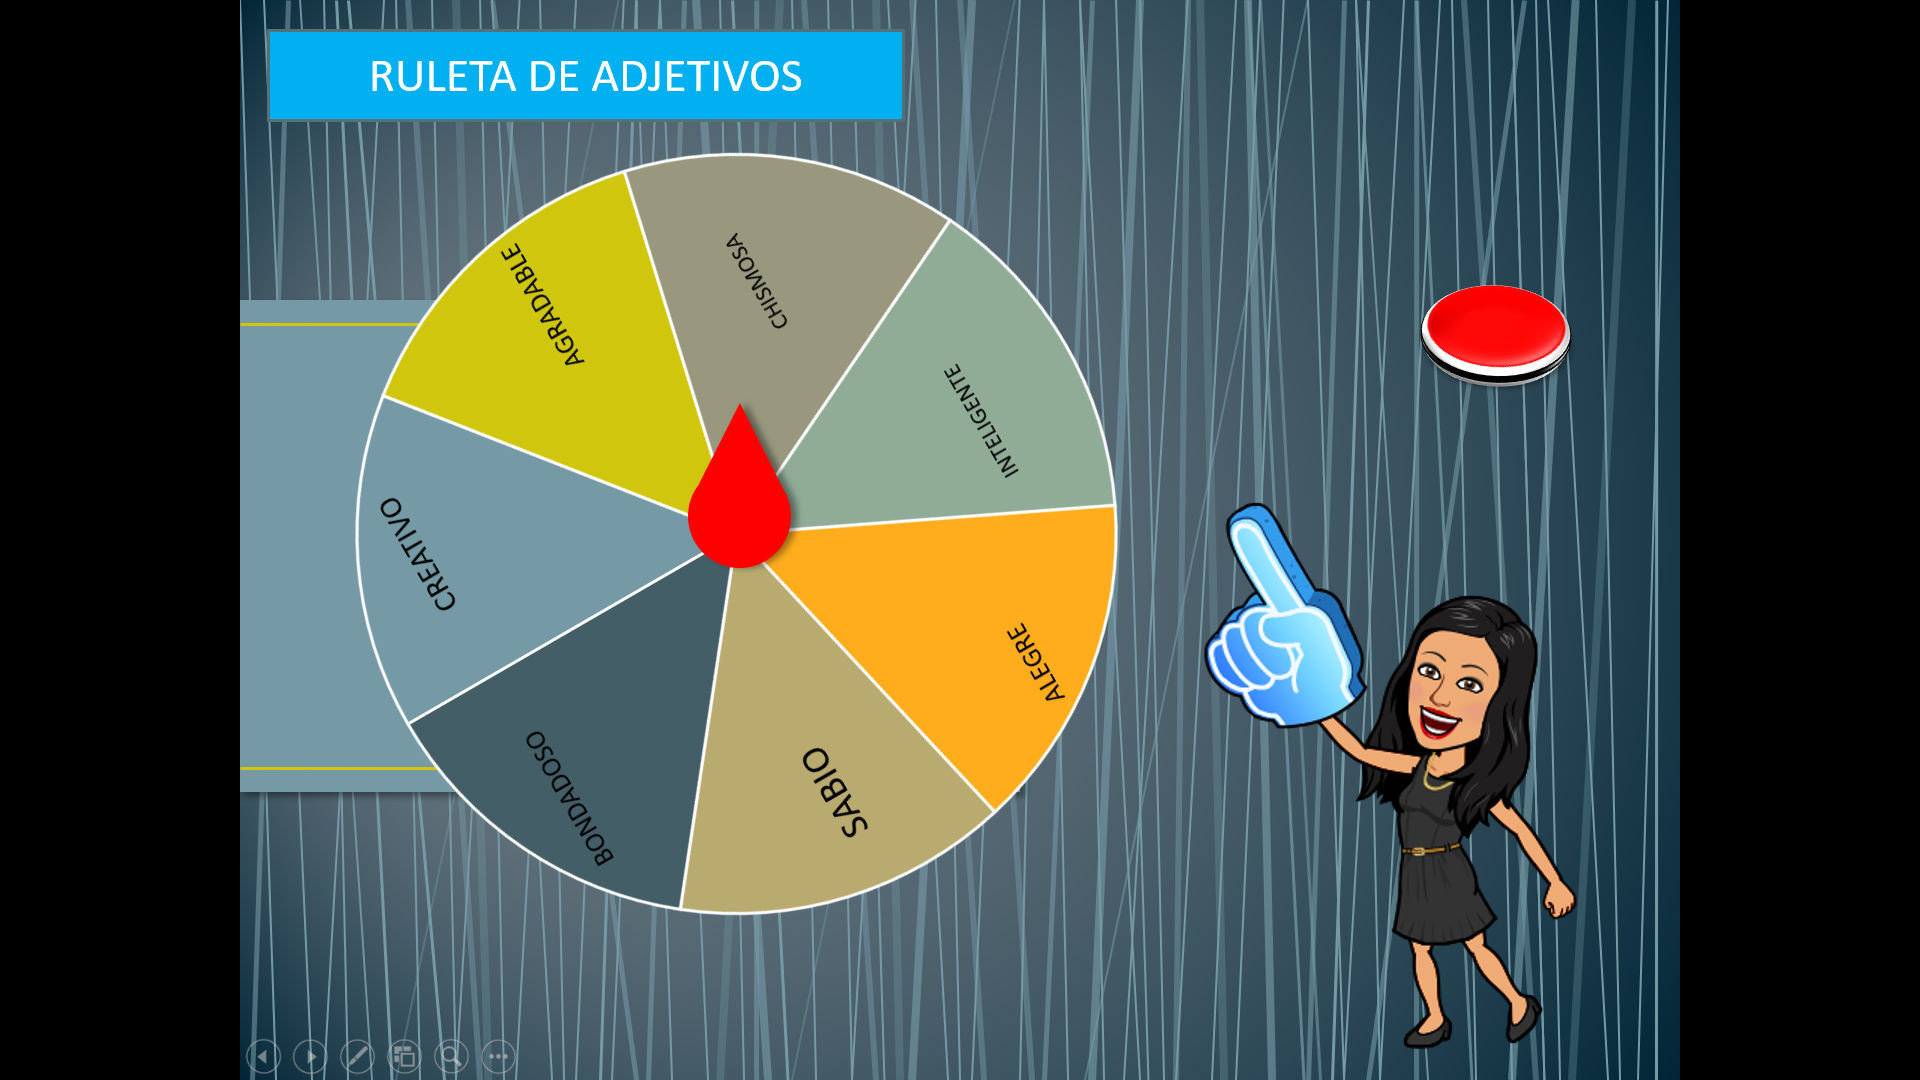 RULETA DE ADJETIVOS
CHISMOSA
INTELIGENTE
ALEGRE
SABIO
BONDADOSO
CREATIVO
AGRADABLE